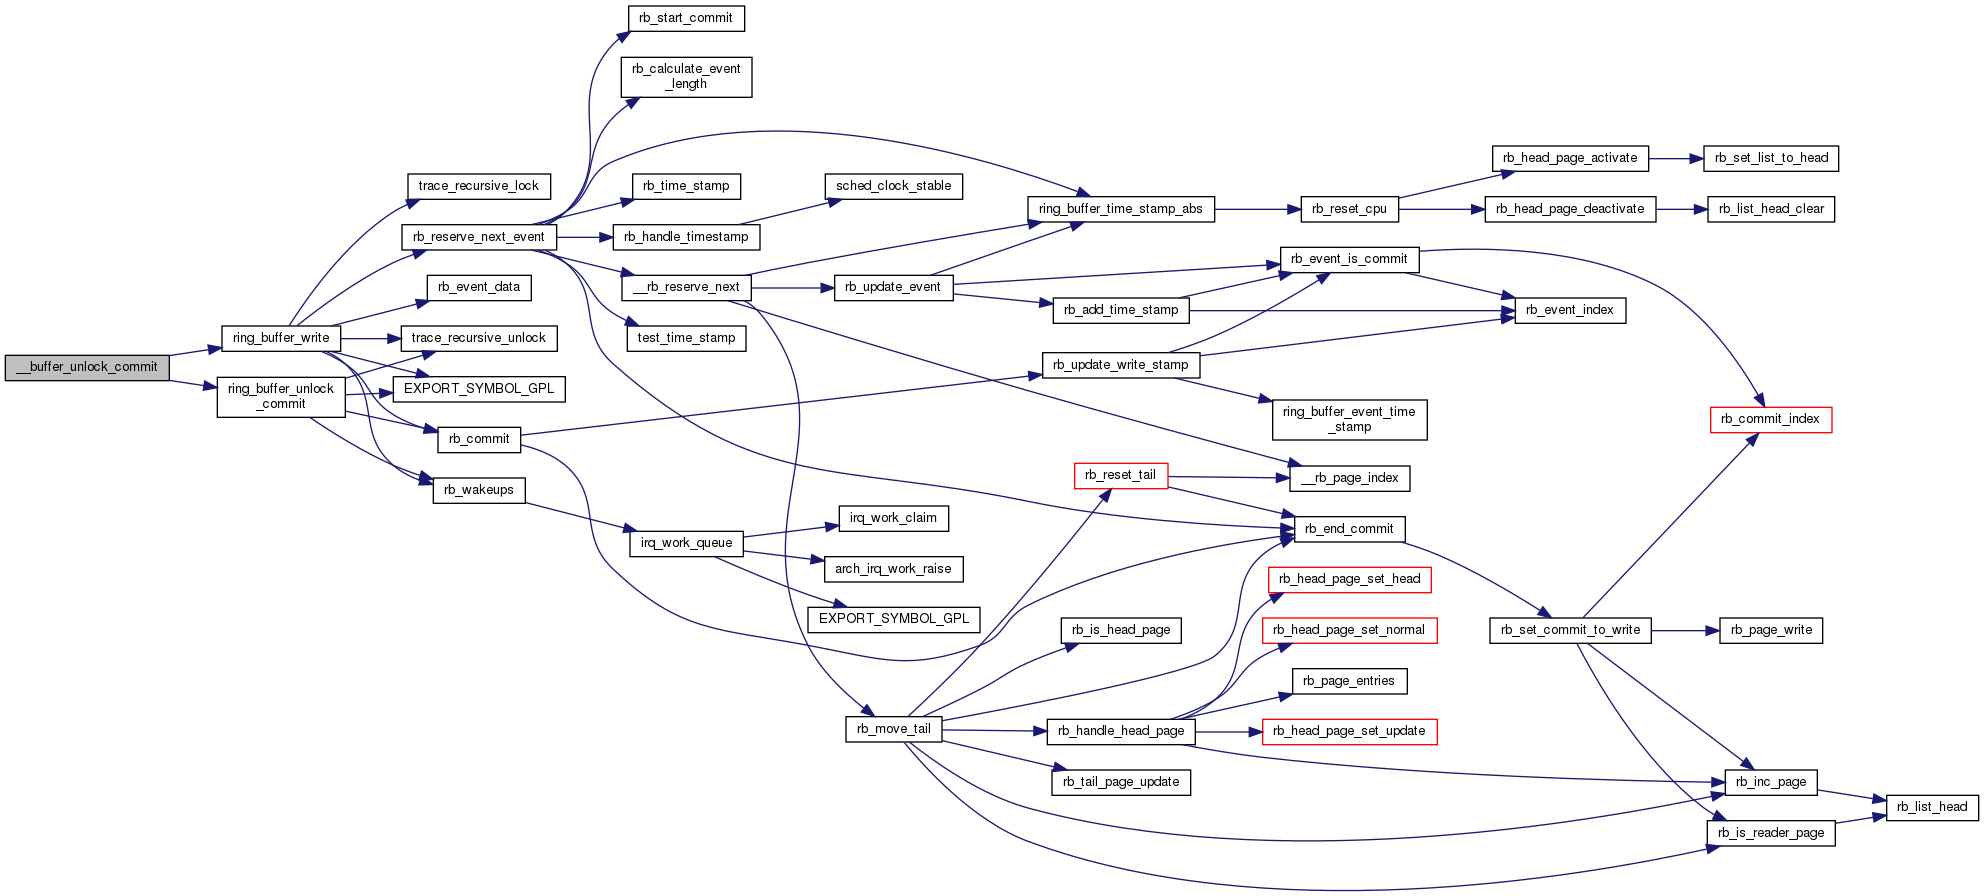 __buffer_unlock_commit
ring_buffer_write
ring_buffer_unlock
_commit
trace_recursive_lock
rb_reserve_next_event
rb_event_data
trace_recursive_unlock
EXPORT_SYMBOL_GPL
rb_commit
rb_wakeups
rb_start_commit
rb_calculate_event
_length
rb_time_stamp
rb_handle_timestamp
__rb_reserve_next
test_time_stamp
irq_work_queue
sched_clock_stable
rb_update_event
irq_work_claim
arch_irq_work_raise
EXPORT_SYMBOL_GPL
rb_move_tail
ring_buffer_time_stamp_abs
rb_add_time_stamp
rb_update_write_stamp
rb_reset_tail
rb_is_head_page
rb_handle_head_page
rb_tail_page_update
rb_reset_cpu
rb_event_is_commit
ring_buffer_event_time
_stamp
__rb_page_index
rb_end_commit
rb_head_page_set_head
rb_head_page_set_normal
rb_page_entries
rb_head_page_set_update
rb_head_page_activate
rb_head_page_deactivate
rb_event_index
rb_set_commit_to_write
rb_set_list_to_head
rb_list_head_clear
rb_commit_index
rb_page_write
rb_inc_page
rb_is_reader_page
rb_list_head